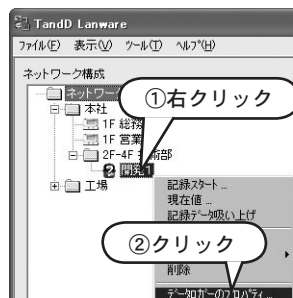 TandD Lanware
ファイル(F) 表示(V) ツール(T) ヘルプ(H)
ネットワーク構成
ネットワー
①右クリック
本社
1F 総務
1F 営業
2F-4F 術部
開発1
工場
記録スタート ...
現在値 ...
記録データ吸い上げ
②クリック
削除
データロガーのプロパティ ...